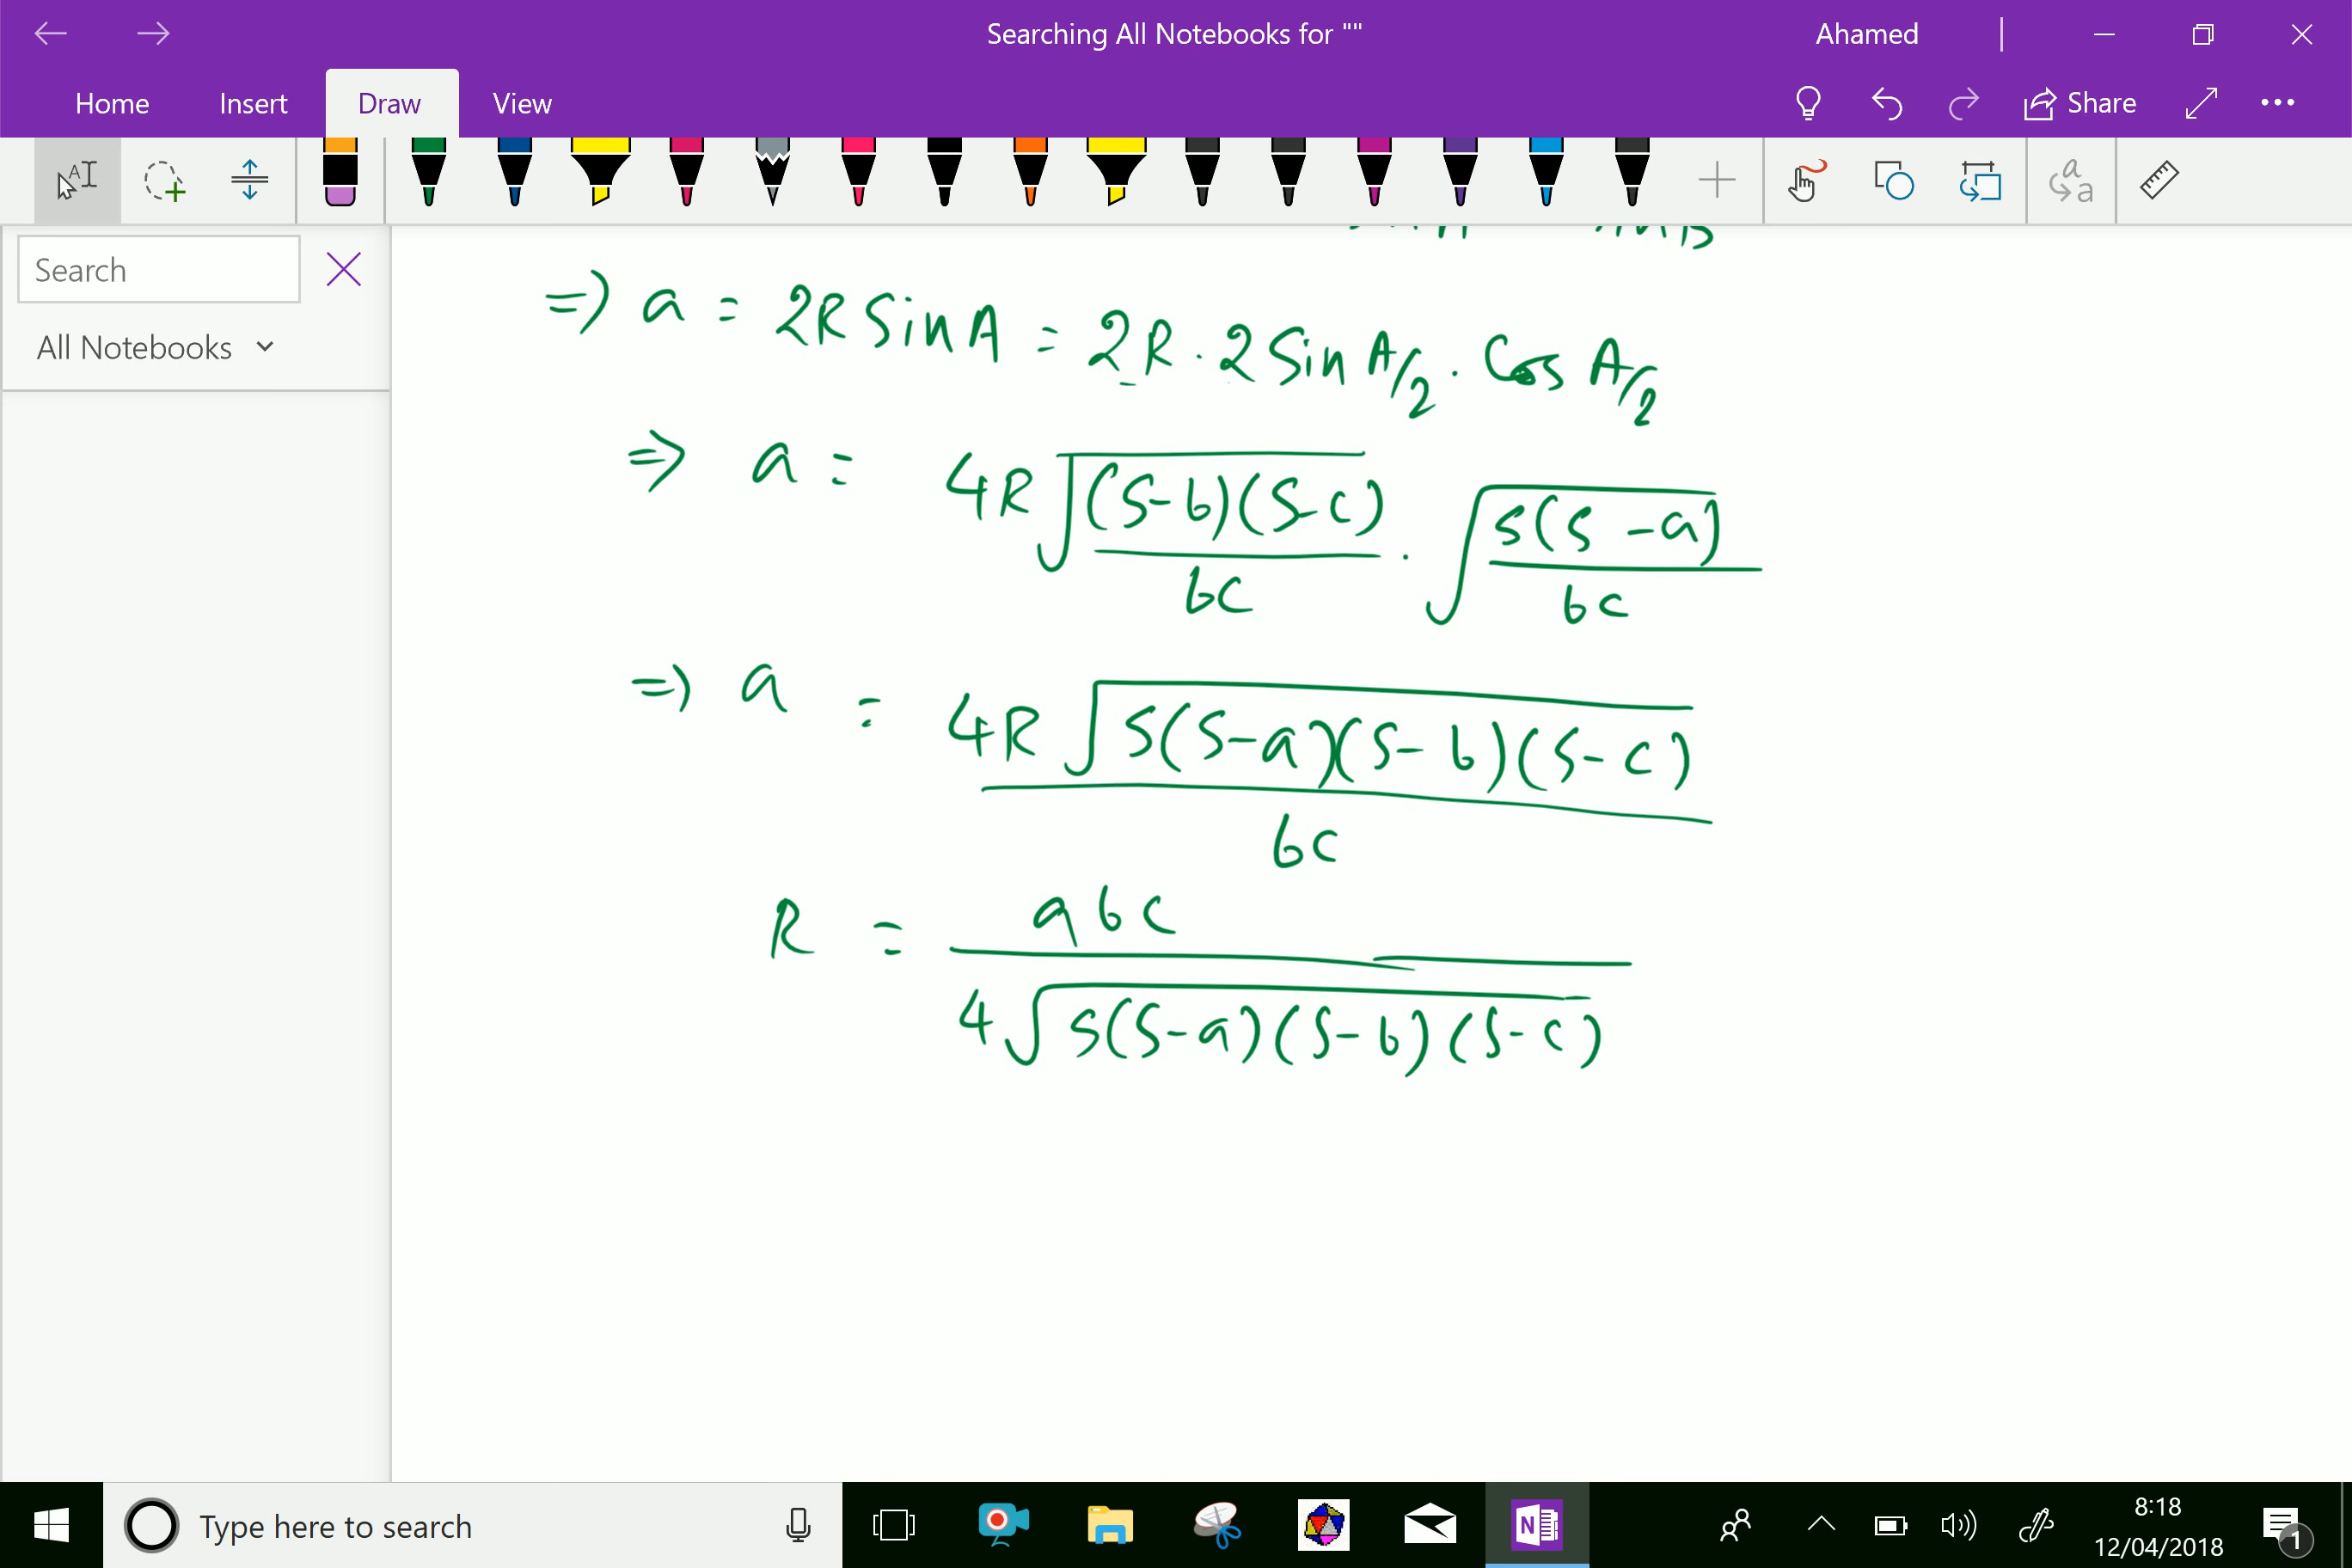 Searching All Notebooks for ""
Ahamed
Home Insert Draw View Share
Search
All Notebooks
=> a = 2R Sin A = 2R . 2 Sin A/2 . Cos A/2
=> a = 4R √((S-b)(S-c)/bc) . √(s(s-a)/bc)
=> a = 4R √(S(S-a)(S-b)(S-c)) / bc
R = abc / 4√(s(s-a)(s-b)(s-c))
Type here to search
8:18
12/04/2018
1